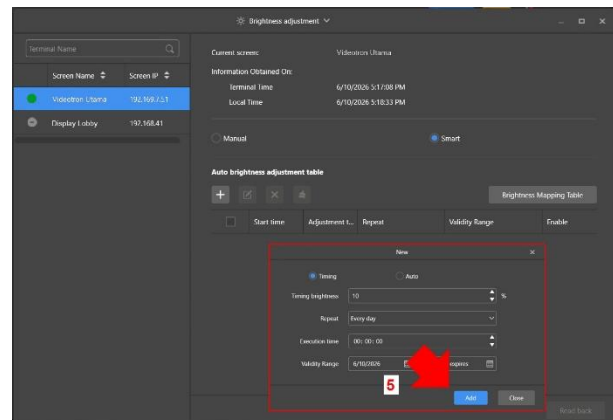 Brightness adjustment
Terminal Name
Screen Name Screen IP
Videotron Utama 192.169.7.51
Display Lobby 192.168.41
Current screen: Videotron Utama
Information Obtained On:
Terminal Time 6/10/2026 5:17:08 PM
Local Time 6/10/2026 5:18:33 PM
Manual Smart
Auto brightness adjustment table
Brightness Mapping Table
Start time Adjustment t... Repeat Validity Range Enable
New
Timing Auto
Timing brightness 10 %
Repeat Every day
Execution time 00: 00: 00
Validity Range 6/10/2026 expires
5
Add Close
Read back